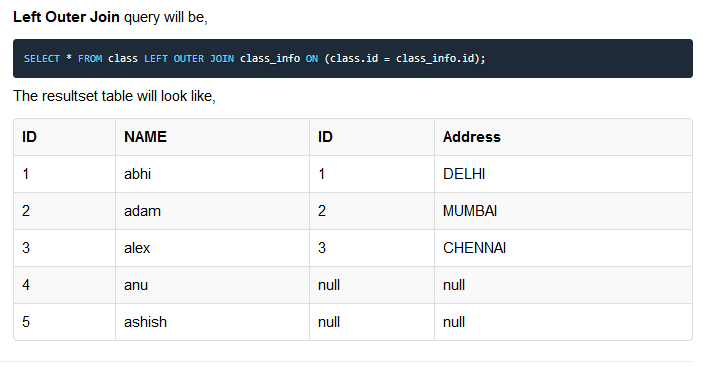 Left Outer Join query will be,
SELECT * FROM class LEFT OUTER JOIN class_info ON (class.id = class_info.id);
The resultset table will look like,
ID NAME ID Address
1 abhi 1 DELHI
2 adam 2 MUMBAI
3 alex 3 CHENNAI
4 anu null null
5 ashish null null